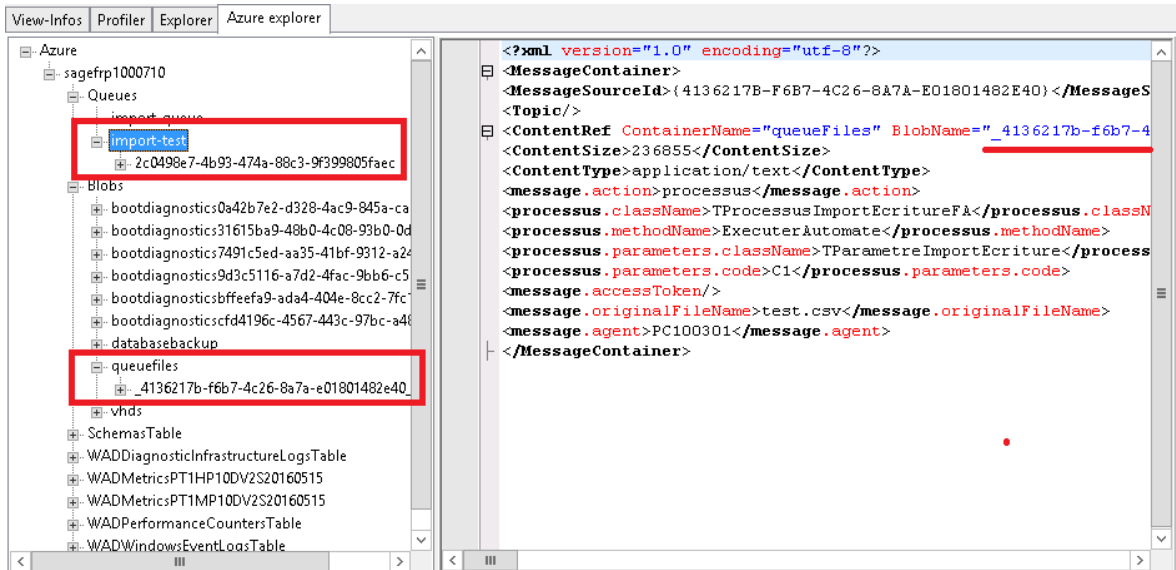 View-Infos Profiler Explorer Azure explorer
Azure
sagefrp1000710
Queues
import-queue
import-test
2c0498e7-4b93-474a-88c3-9f399805faec
Blobs
bootdiagnostics0a42b7e2-d328-4ac9-845a-ca
bootdiagnostics31615ba9-48b0-4c08-93b0-0d
bootdiagnostics7491c5ed-aa35-41bf-9312-a24
bootdiagnostics9d3c5116-a7d2-4fac-9bb6-c5
bootdiagnosticsbffeefa9-ada4-404e-8cc2-7fc
bootdiagnosticscfd4196c-4567-443c-97bc-a48
databasebackup
queuefiles
_4136217b-f6b7-4c26-8a7a-e01801482e40_
vhds
SchemasTable
WADDiagnosticInfrastructureLogsTable
WADMetricsPT1HP10DV2S20160515
WADMetricsPT1MP10DV2S20160515
WADPerformanceCountersTable
WADWindowsEventLogsTable
<?xml version="1.0" encoding="utf-8"?>
<MessageContainer>
<MessageSourceId>{4136217B-F6B7-4C26-8A7A-E01801482E40}</MessageS
<Topic/>
<ContentRef ContainerName="queueFiles" BlobName="_4136217b-f6b7-4
<ContentSize>236855</ContentSize>
<ContentType>application/text</ContentType>
<message.action>processus</message.action>
<processus.className>TProcessusImportEcritureFA</processus.classN
<processus.methodName>ExecuterAutomate</processus.methodName>
<processus.parameters.className>TParametreImportEcriture</process
<processus.parameters.code>C1</processus.parameters.code>
<message.accessToken/>
<message.originalFileName>test.csv</message.originalFileName>
<message.agent>PC100301</message.agent>
</MessageContainer>